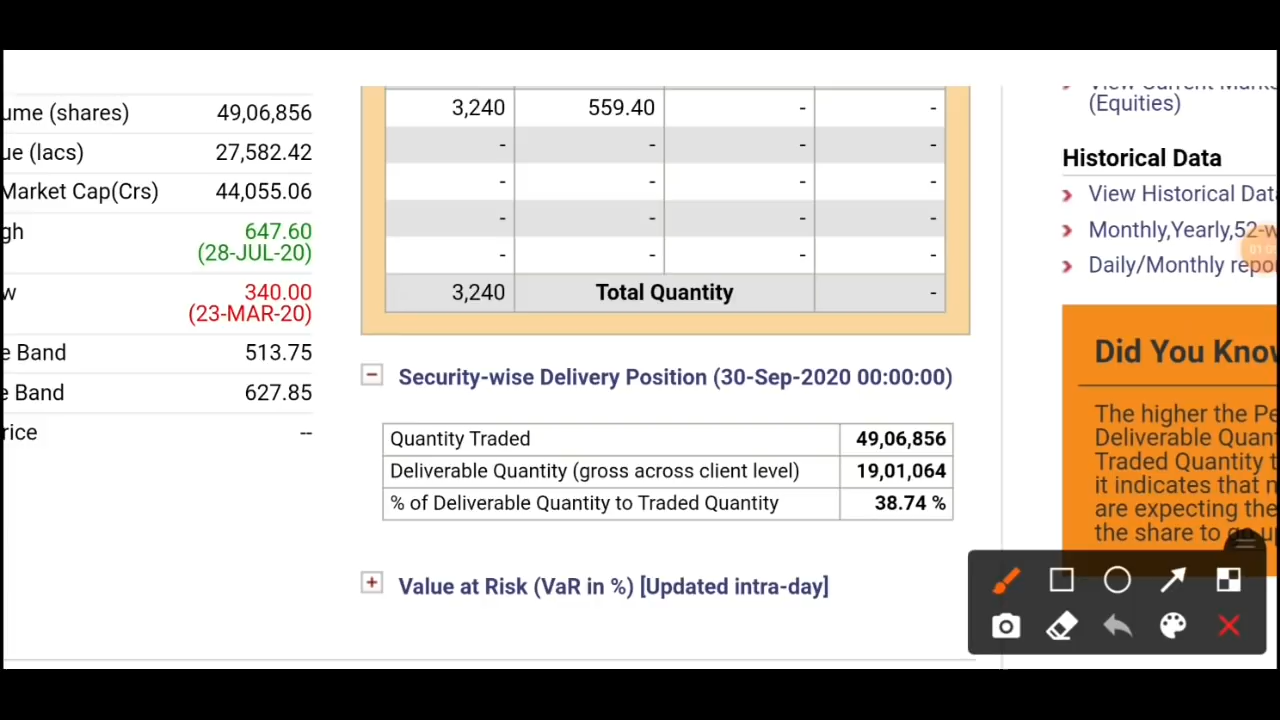 ume (shares) 49,06,856
ue (lacs) 27,582.42
Market Cap(Crs) 44,055.06
gh 647.60
(28-JUL-20)
w 340.00
(23-MAR-20)
e Band 513.75
e Band 627.85
rice --
3,240 559.40 - -
- - - -
- - - -
- - - -
- - - -
3,240 Total Quantity -
Security-wise Delivery Position (30-Sep-2020 00:00:00)
Quantity Traded 49,06,856
Deliverable Quantity (gross across client level) 19,01,064
% of Deliverable Quantity to Traded Quantity 38.74 %
Value at Risk (VaR in %) [Updated intra-day]
View Current Mark
(Equities)
Historical Data
View Historical Data
Monthly,Yearly,52-w
Daily/Monthly repo
Did You Know
The higher the Pe
Deliverable Quan
Traded Quantity t
it indicates that m
are expecting the
the share to go u